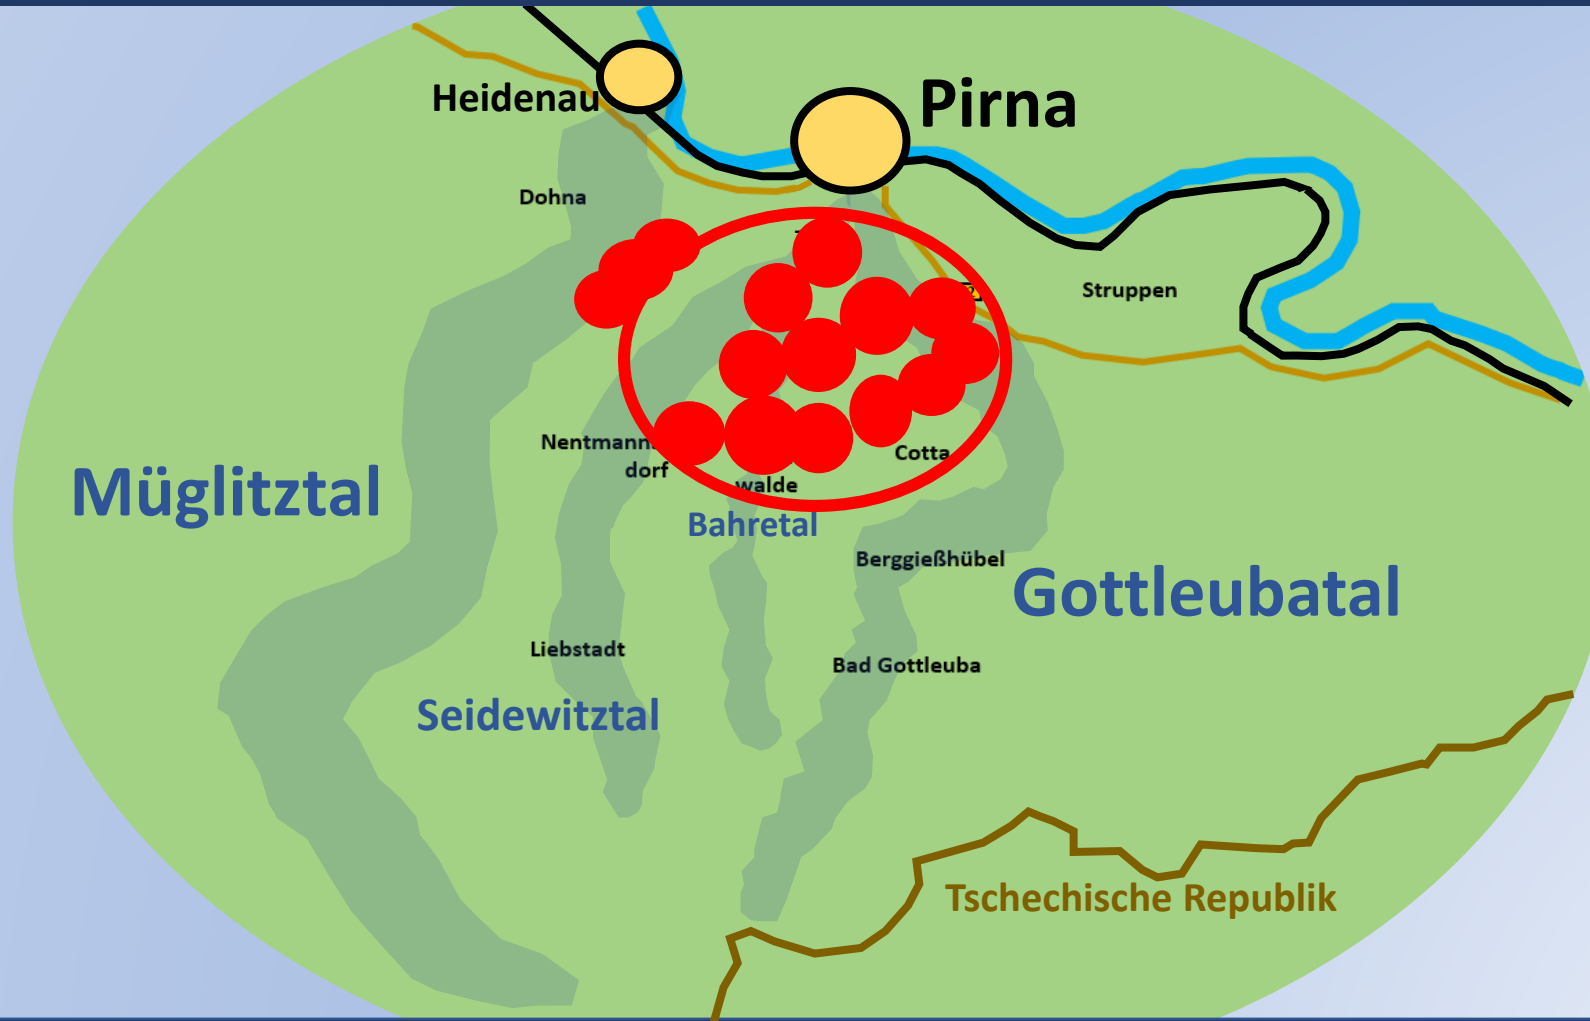 Heidenau
Pirna
Dohna
Struppen
Nentmann
dorf
Cotta
walde
Müglitztal
Bahretal
Berggießhübel
Gottleubatal
Liebstadt
Bad Gottleuba
Seidewitztal
Tschechische Republik